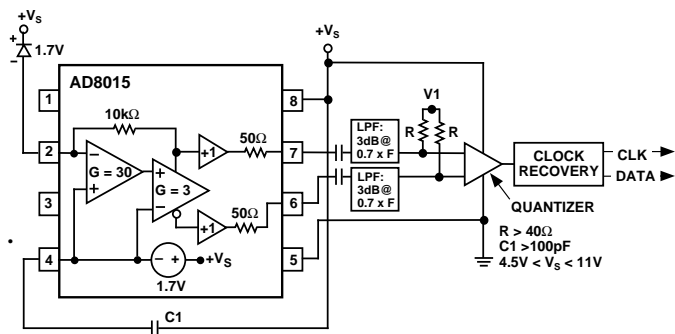 +VS
+VS
+
1.7V
−
AD8015
1
8
10kΩ
V1
50Ω
LPF:
3dB@
0.7 x F
R
R
2
−
+1
7
G = 30
+
G = 3
+
−
CLOCK
RECOVERY
CLK
DATA
3
50Ω
6
LPF:
3dB@
0.7 x F
QUANTIZER
+1
R > 40Ω
C1 >100pF
4.5V < VS < 11V
4
− +
+VS
5
1.7V
C1